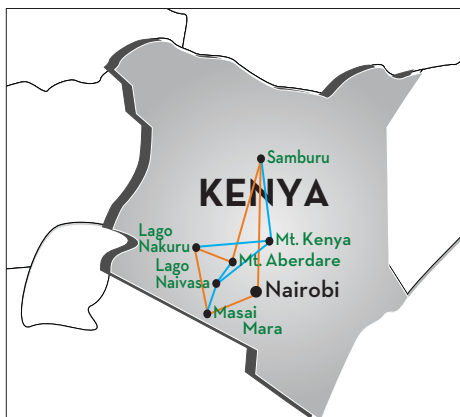 Samburu
KENYA
Lago
Nakuru
Mt. Kenya
Lago
Naivasa
Mt. Aberdare
Nairobi
Masai
Mara